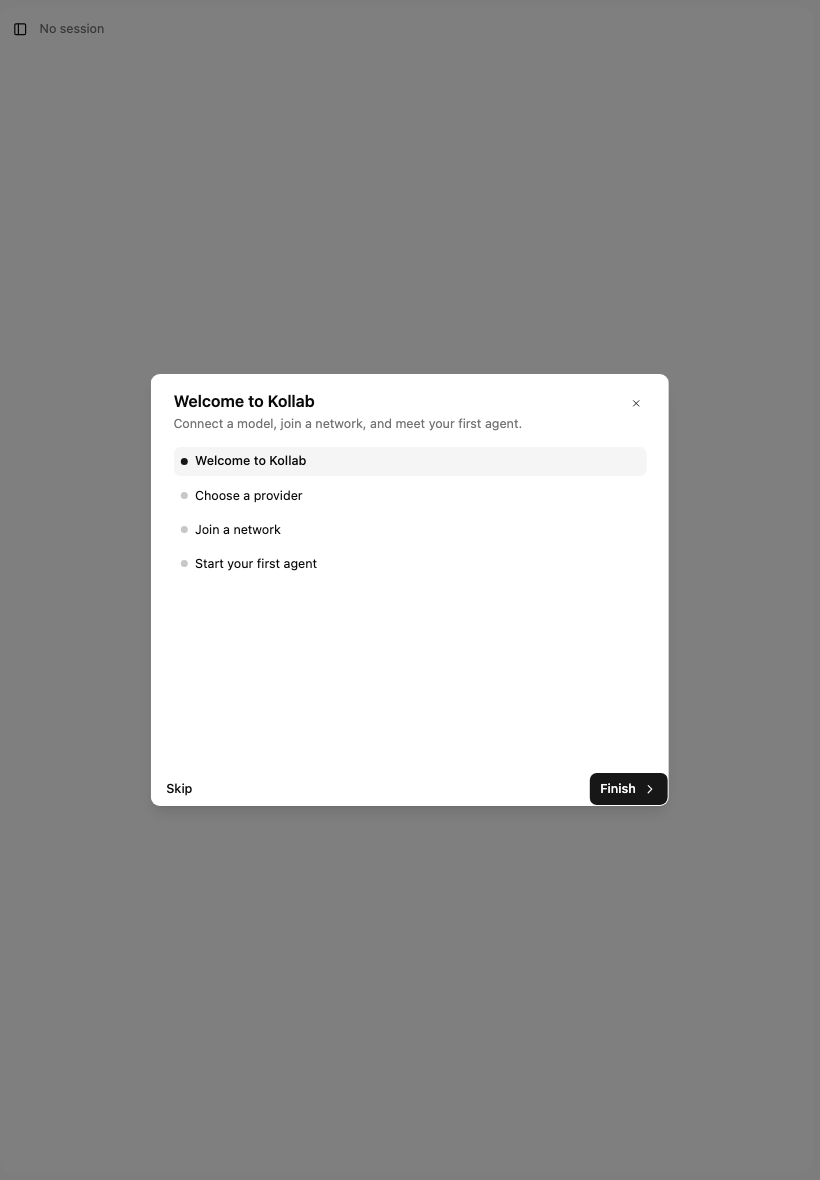 No session
Welcome to Kollab
Connect a model, join a network, and meet your first agent.
Welcome to Kollab
Choose a provider
Join a network
Start your first agent
Skip
Finish